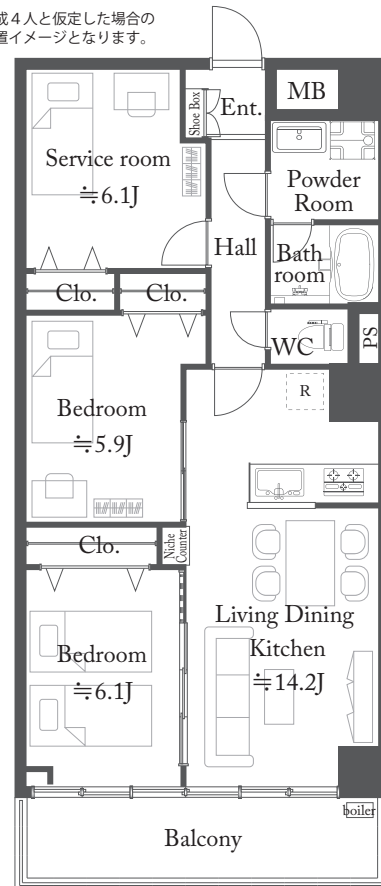 成4人と仮定した場合の
置イメージとなります。
Shoe Box
Ent.
MB
Service room
≒6.1J
Powder
Room
Hall
Bath
room
Clo.
Clo.
WC
PS
R
Bedroom
≒5.9J
Clo.
Niche
Counter
Living Dining
Kitchen
≒14.2J
Bedroom
≒6.1J
boiler
Balcony